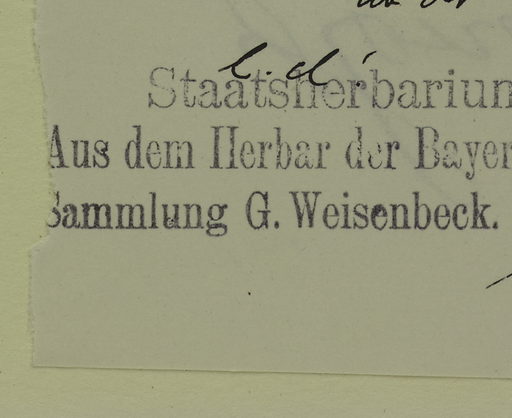 l. d!
Staatsherbarium
Aus dem Herbar der Bayer
Sammlung G. Weisenbeck.